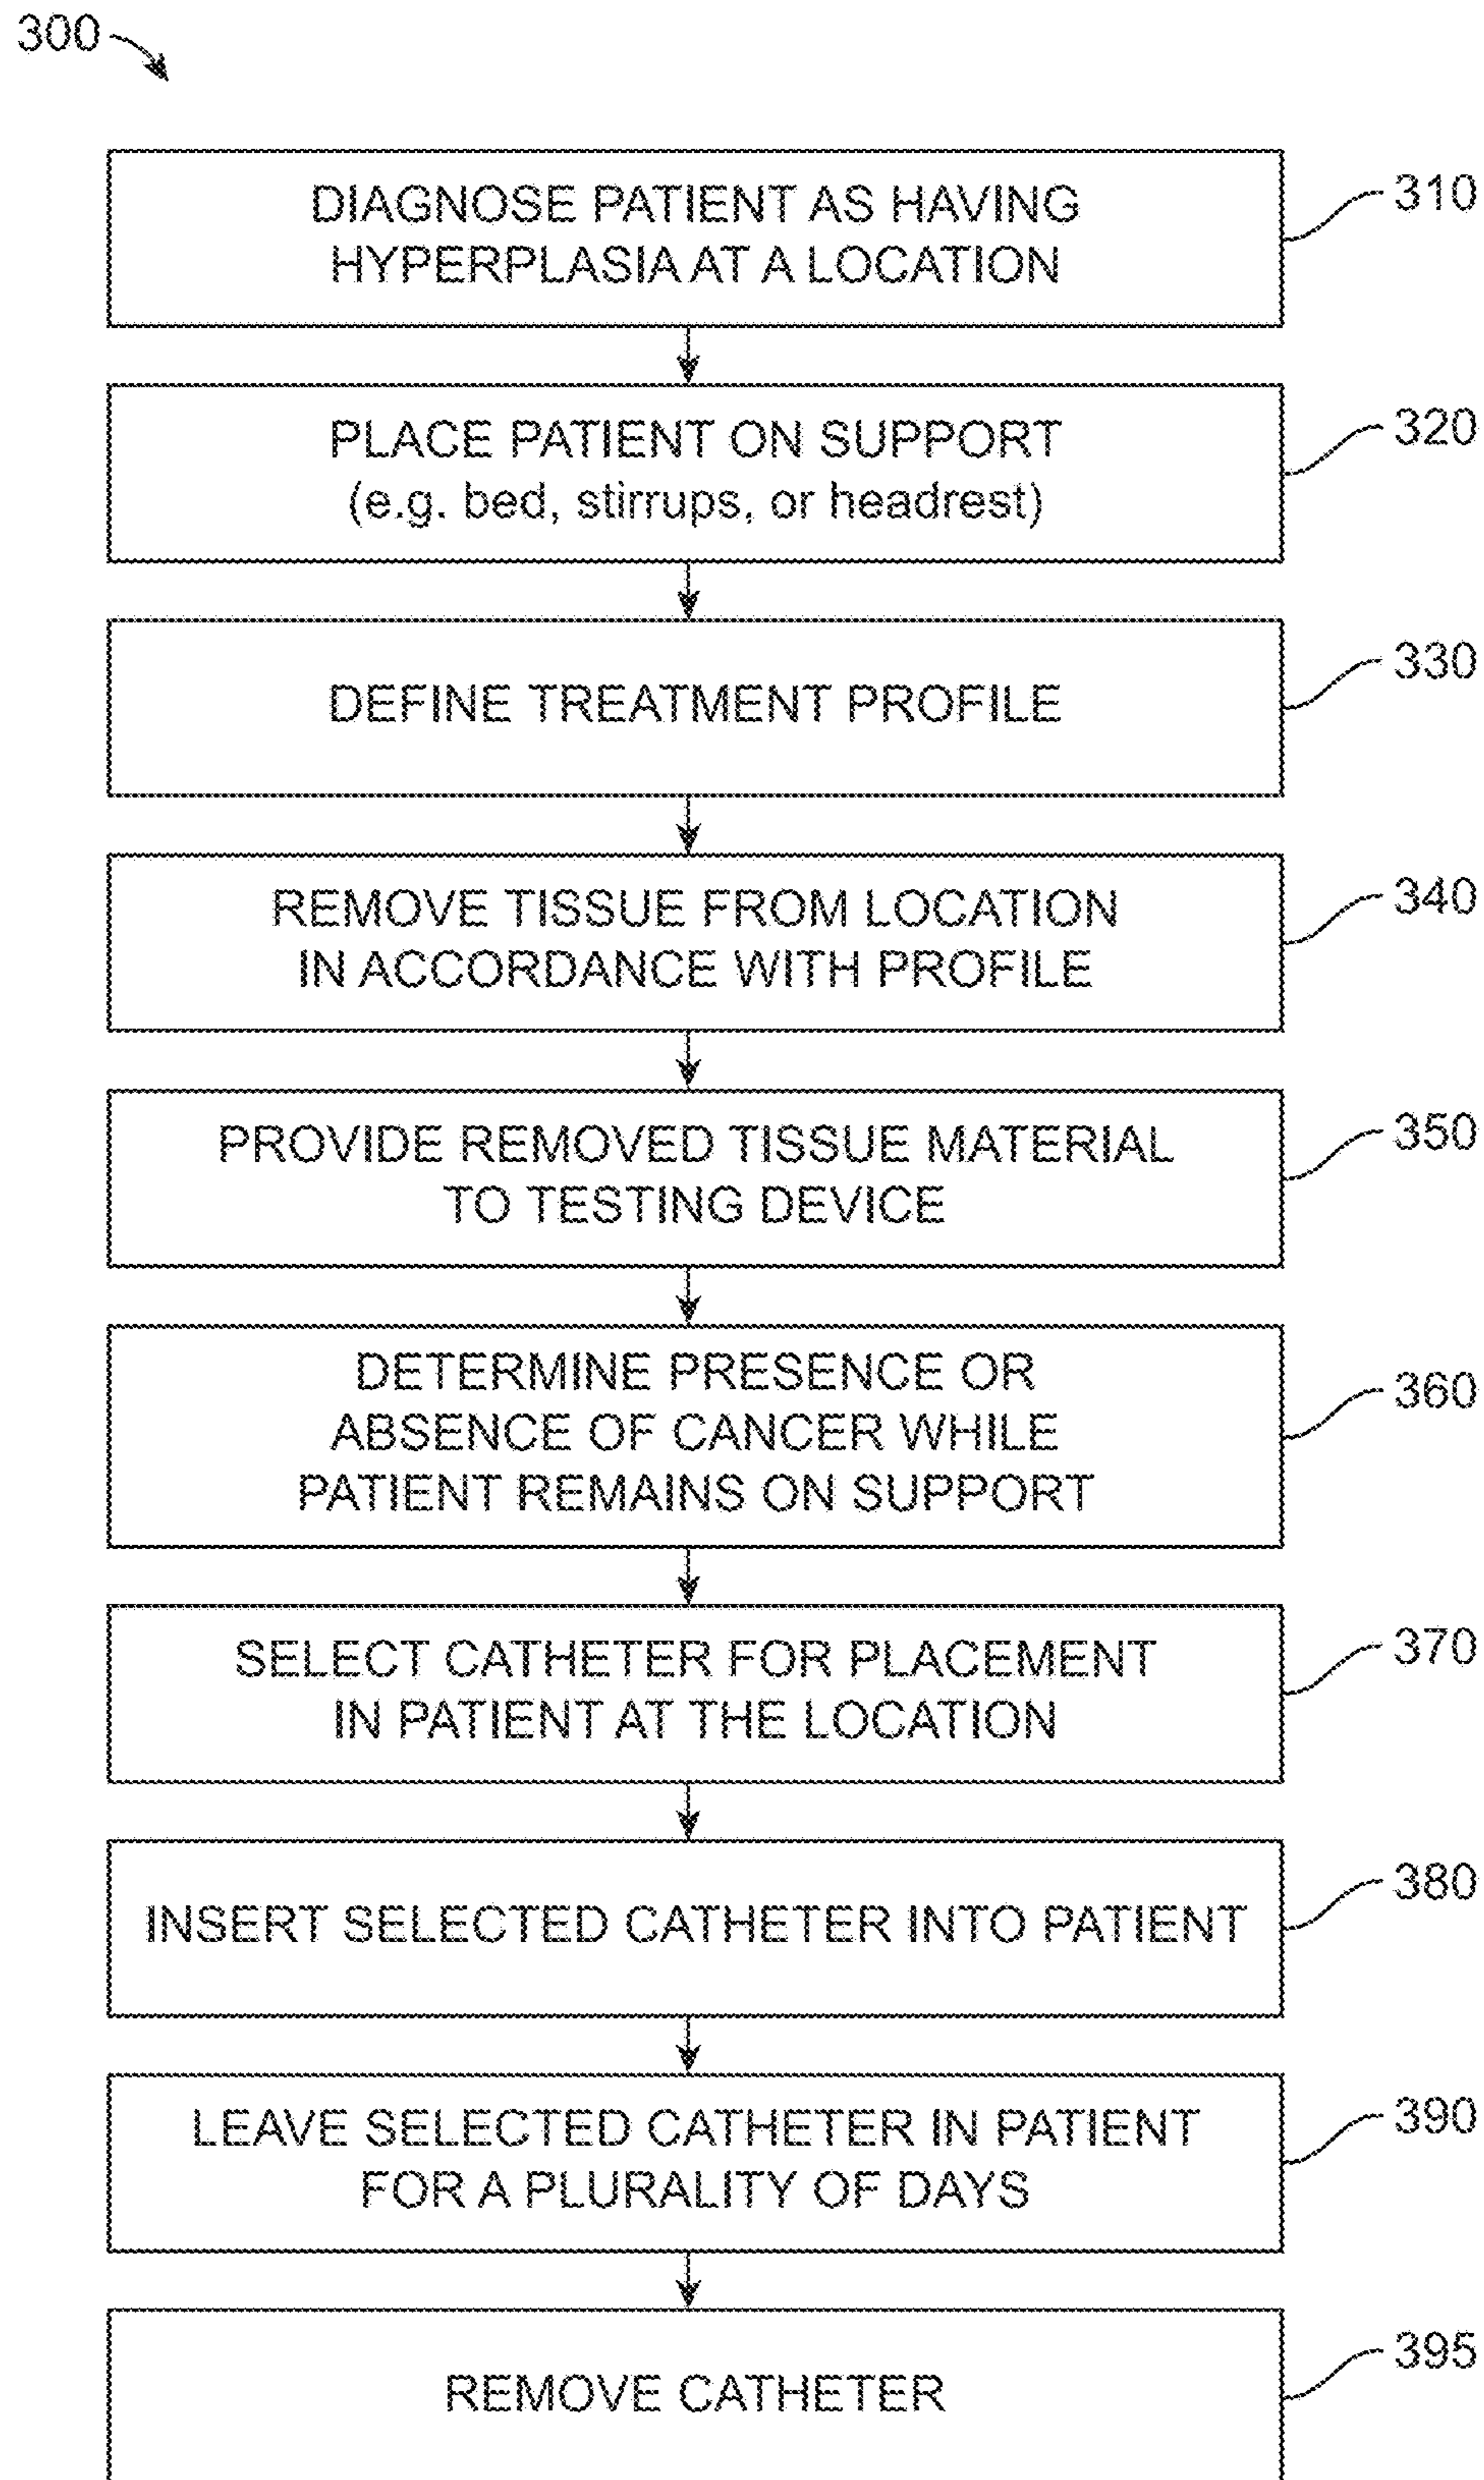 300
DIAGNOSE PATIENT AS HAVING
HYPERPLASIA AT A LOCATION
310
PLACE PATIENT ON SUPPORT
(e.g. bed, stirrups, or headrest)
320
DEFINE TREATMENT PROFILE
330
REMOVE TISSUE FROM LOCATION
IN ACCORDANCE WITH PROFILE
340
PROVIDE REMOVED TISSUE MATERIAL
TO TESTING DEVICE
350
DETERMINE PRESENCE OR
ABSENCE OF CANCER WHILE
PATIENT REMAINS ON SUPPORT
360
SELECT CATHETER FOR PLACEMENT
IN PATIENT AT THE LOCATION
370
INSERT SELECTED CATHETER INTO PATIENT
380
LEAVE SELECTED CATHETER IN PATIENT
FOR A PLURALITY OF DAYS
390
REMOVE CATHETER
395